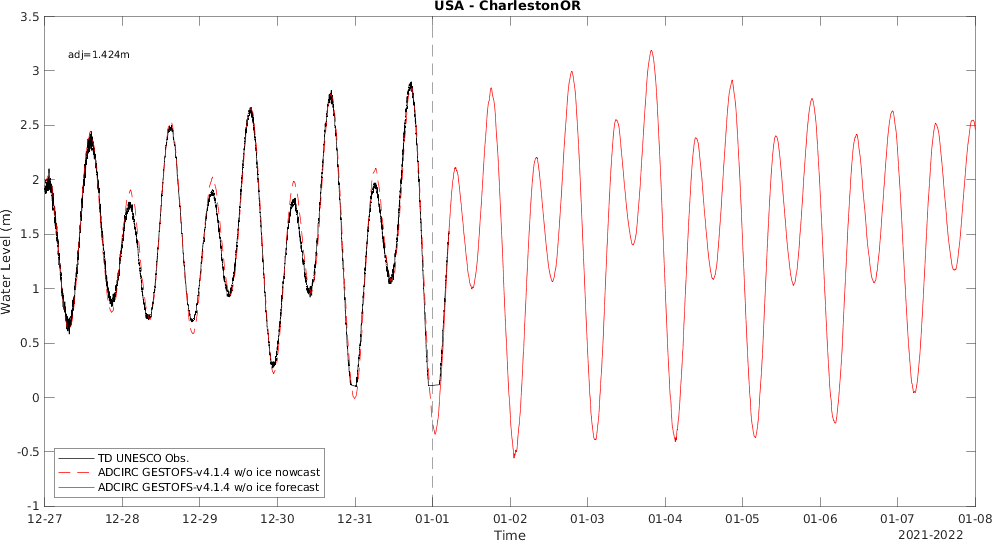 USA - CharlestonOR
adj=1.424m
3.5
3
2.5
2
1.5
1
0.5
0
-0.5
-1
Water Level (m)
TD UNESCO Obs.
ADCIRC GESTOFS-v4.1.4 w/o ice nowcast
ADCIRC GESTOFS-v4.1.4 w/o ice forecast
12-27 12-28 12-29 12-30 12-31 01-01 01-02 01-03 01-04 01-05 01-06 01-07 01-08
Time
2021-2022